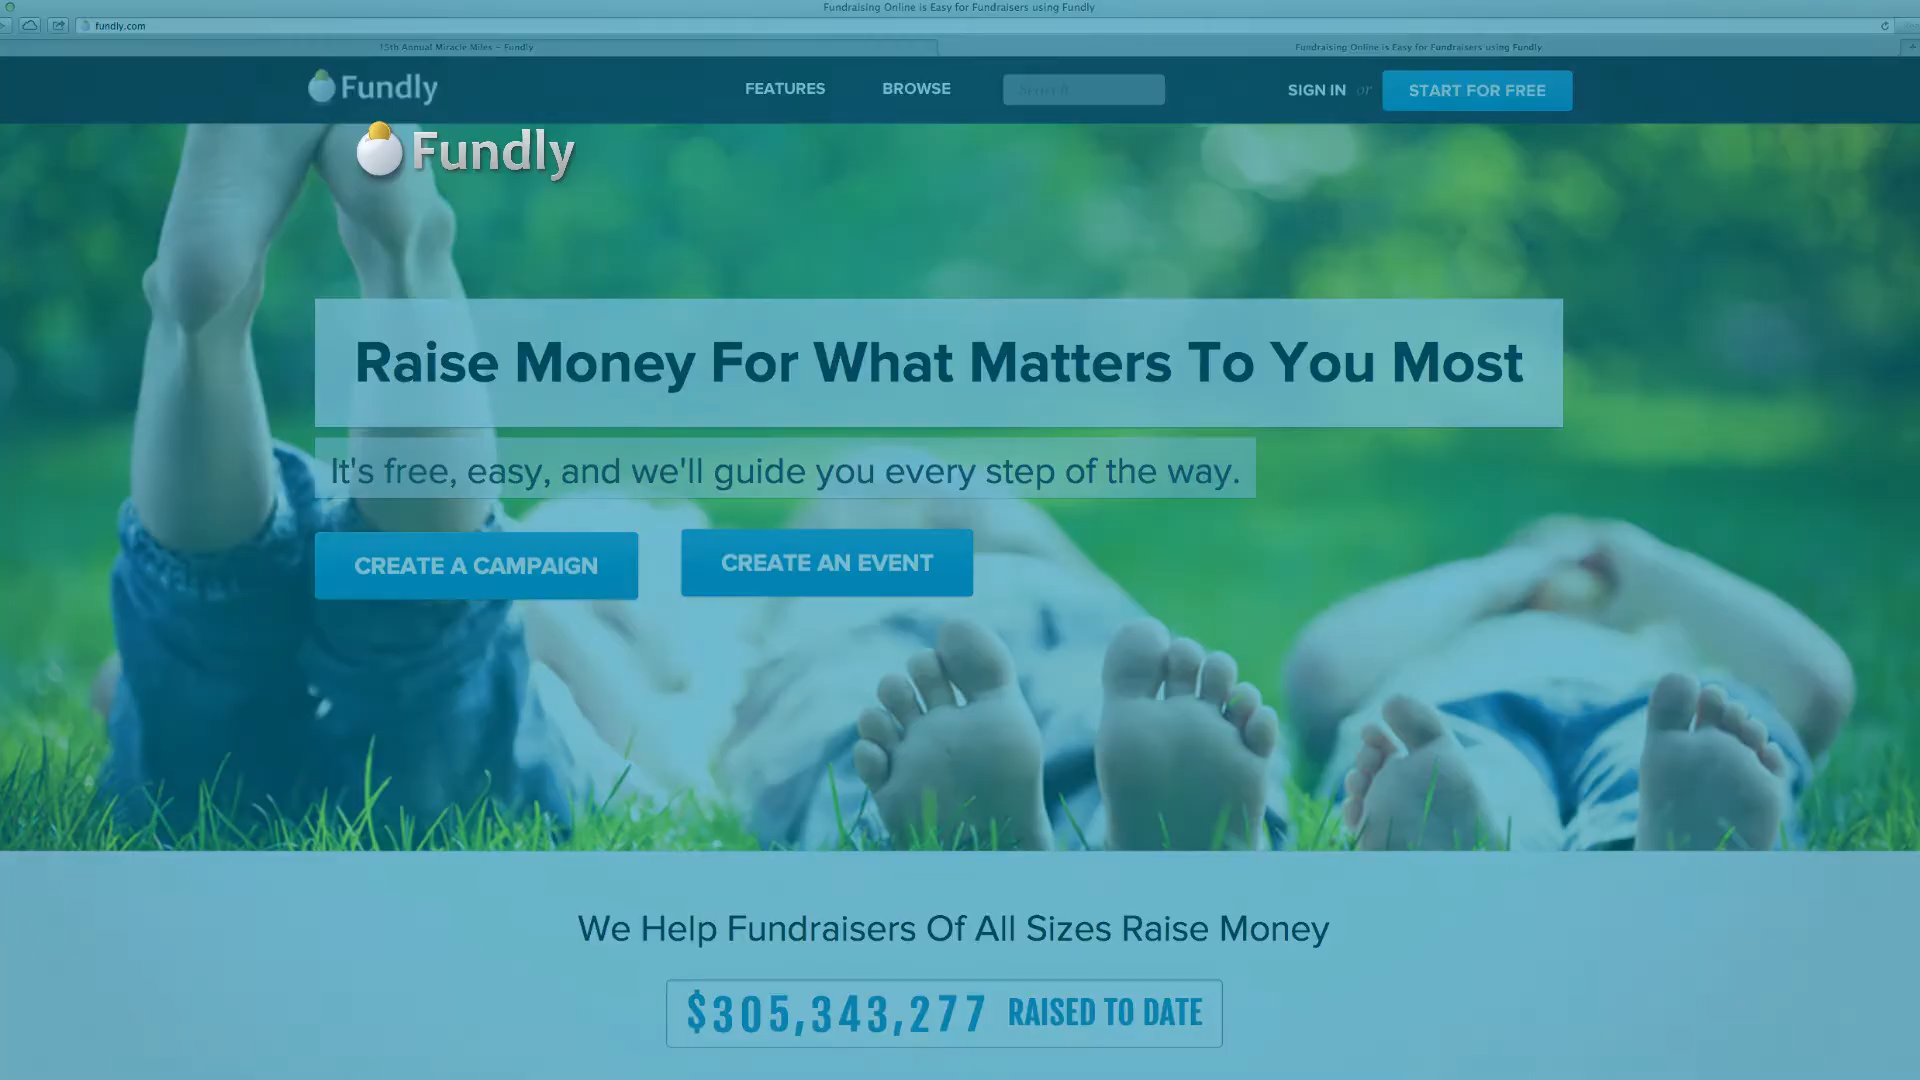 Fundraising Online is Easy for Fundraisers using Fundly
fundly.com
15th Annual Miracle Miles – Fundly
Fundraising Online is Easy for Fundraisers using Fundly
Fundly
FEATURES
BROWSE
Search
SIGN IN or
START FOR FREE
Fundly
Raise Money For What Matters To You Most
It's free, easy, and we'll guide you every step of the way.
CREATE A CAMPAIGN
CREATE AN EVENT
We Help Fundraisers Of All Sizes Raise Money
$305,343,277 RAISED TO DATE